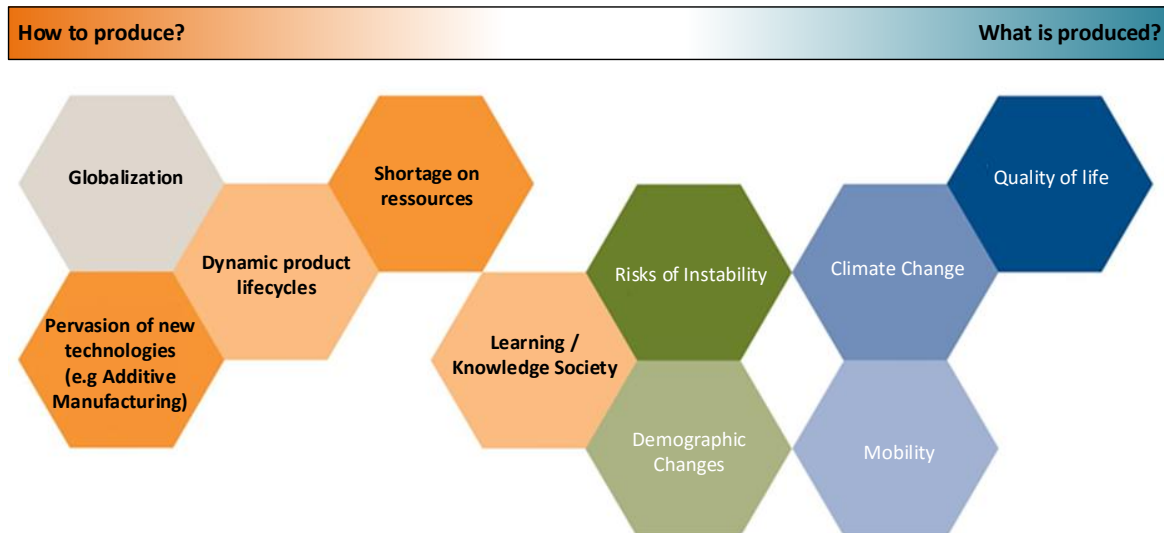 How to produce?
What is produced?
Globalization
Shortage on
ressources
Quality of life
Dynamic product
lifecycles
Risks of Instability
Climate Change
Pervasion of new
technologies
(e.g Additive
Manufacturing)
Learning /
Knowledge Society
Demographic
Changes
Mobility